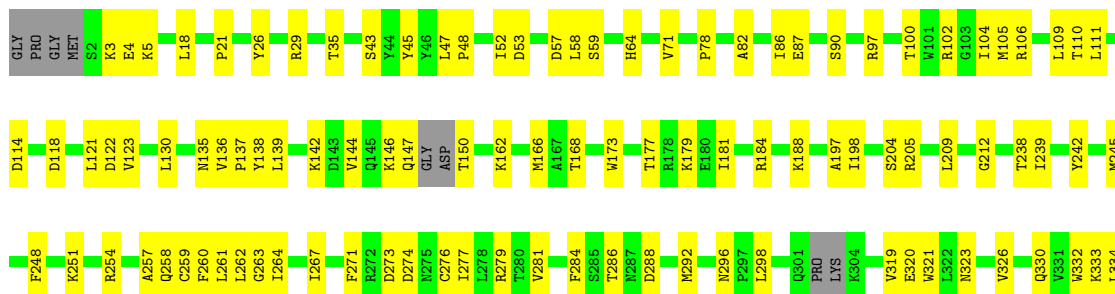 GLY PRO GLY MET S2 K3 E4 K5 L18 P21 Y26 R29 T35 S43 Y44 Y45 Y46 L47 P48 I52 D53 D57 L58 S59 H64 V71 P78 A82 I86 E87 S90 R97 T100 W101 R102 G103 I104 M105 R106 L109 T110 L111
D114 D118 L121 D122 V123 L130 N135 V136 P137 Y138 L139 K142 D143 V144 Q145 K146 Q147 GLY ASP T150 K162 M166 A167 T168 W173 T177 R178 K179 E180 I181 R184 K188 A197 I198 S204 R205 L209 G212 T238 I239 Y242
F248 K251 R254 A257 Q258 C259 F260 L261 L262 G263 I264 I267 F271 R272 D273 D274 N275 C276 I277 L278 R279 T280 V281 F284 S285 T286 N287 D288 M292 N296 P297 L298 Q301 PRO LYS K304 V319 E320 W321 L322 N323 V326 Q330 V331 W332 K333